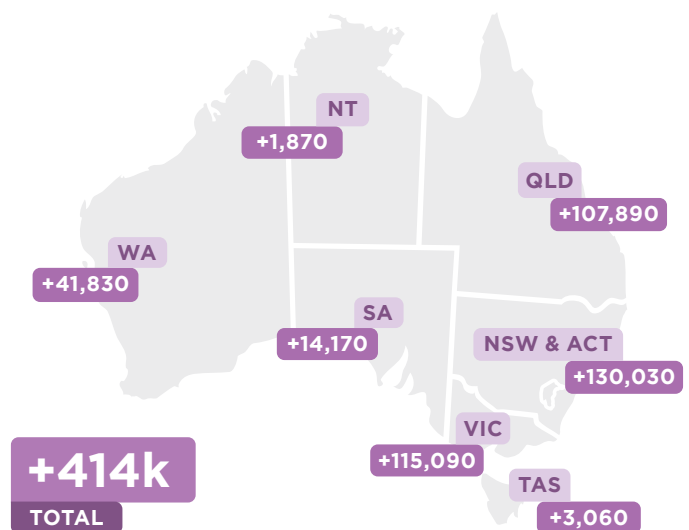 NT
+1,870
QLD
+107,890
WA
+41,830
SA
+14,170
NSW & ACT
+130,030
VIC
+115,090
+414k
TOTAL
TAS
+3,060